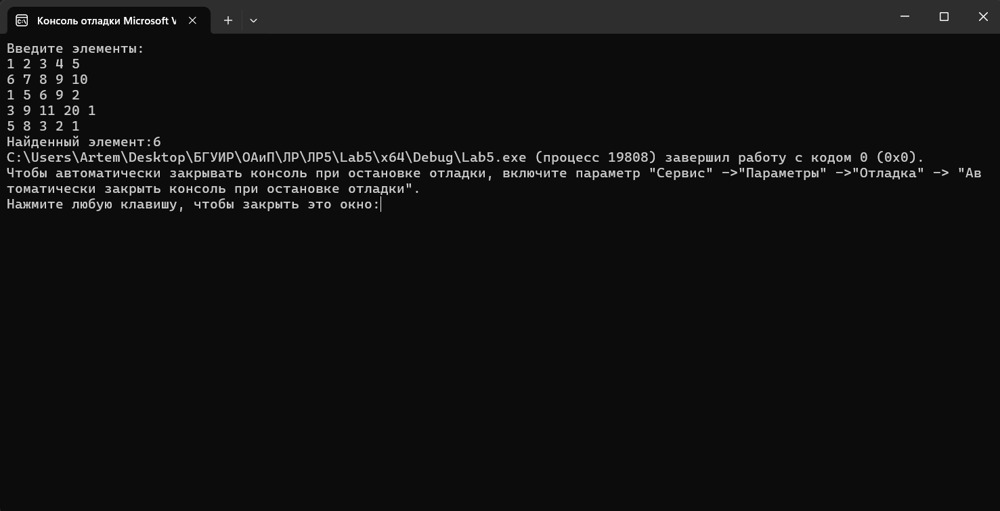 Консоль отладки Microsoft V
Введите элементы:
1 2 3 4 5
6 7 8 9 10
1 5 6 9 2
3 9 11 20 1
5 8 3 2 1
Найденный элемент:6
C:\Users\Artem\Desktop\БГУИР\ОАиП\ЛР\ЛР5\Lab5\x64\Debug\Lab5.exe (процесс 19808) завершил работу с кодом 0 (0x0).
Чтобы автоматически закрывать консоль при остановке отладки, включите параметр "Сервис" ->"Параметры" ->"Отладка" -> "Ав
томатически закрыть консоль при остановке отладки".
Нажмите любую клавишу, чтобы закрыть это окно: